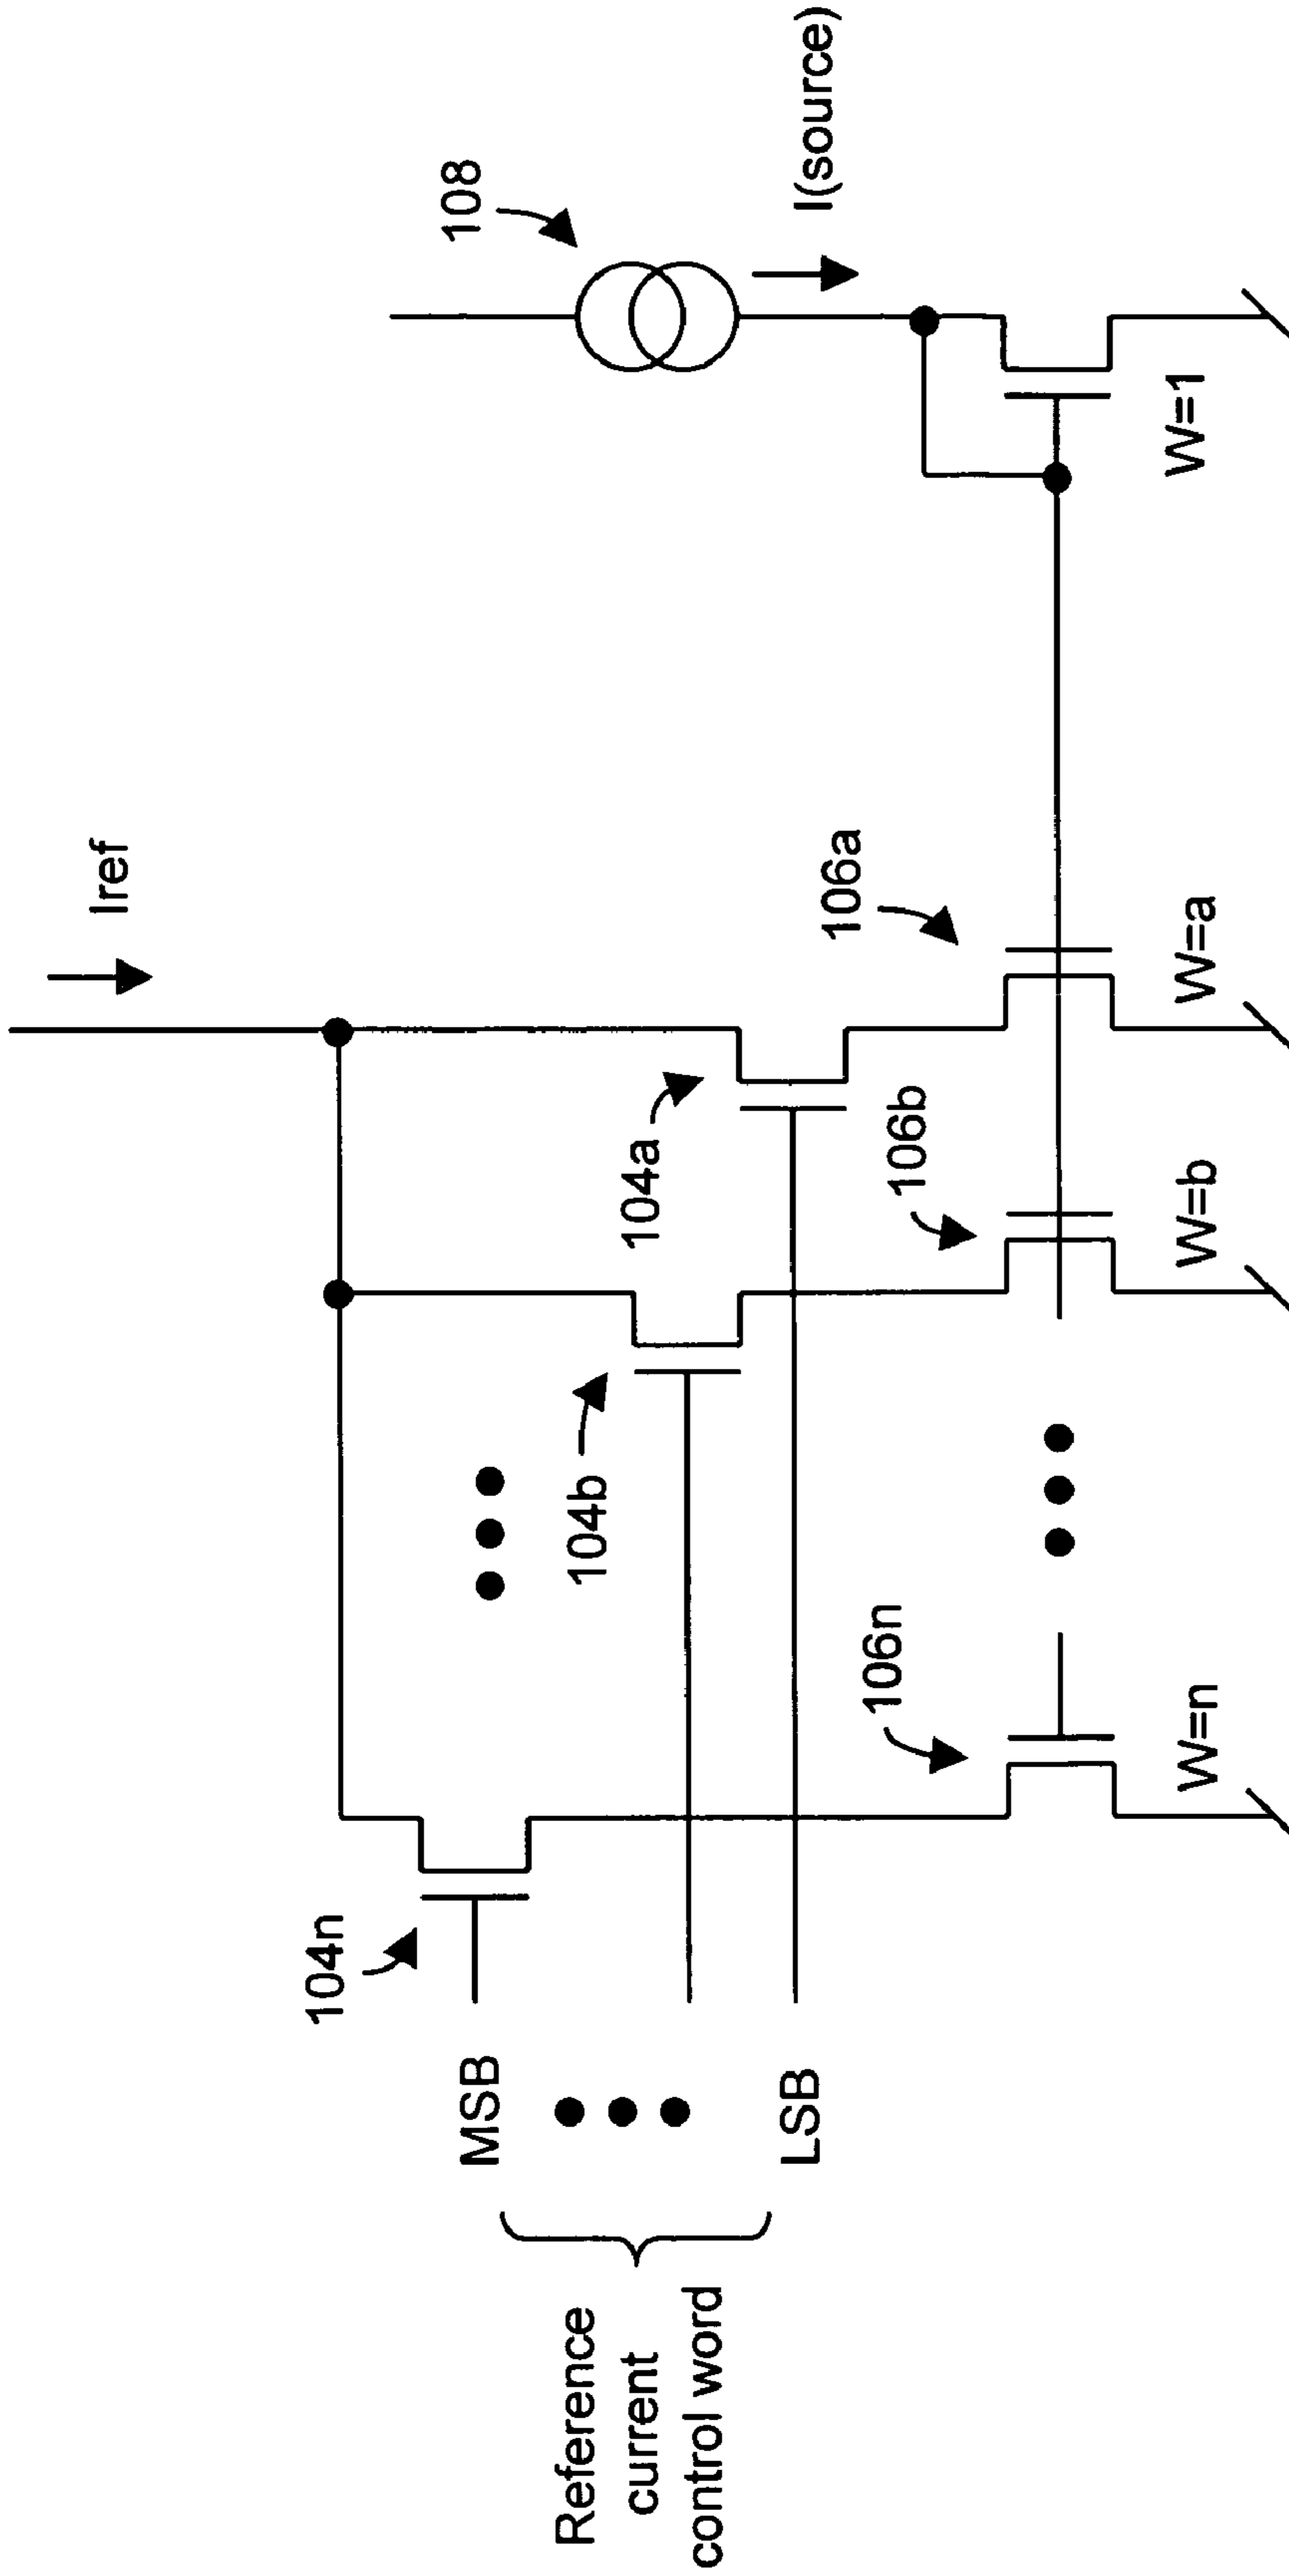 Iref
108
I(source)
104n
104b
104a
106n
106b
106a
MSB
LSB
Reference
current
control word
W=n
W=b
W=a
W=1